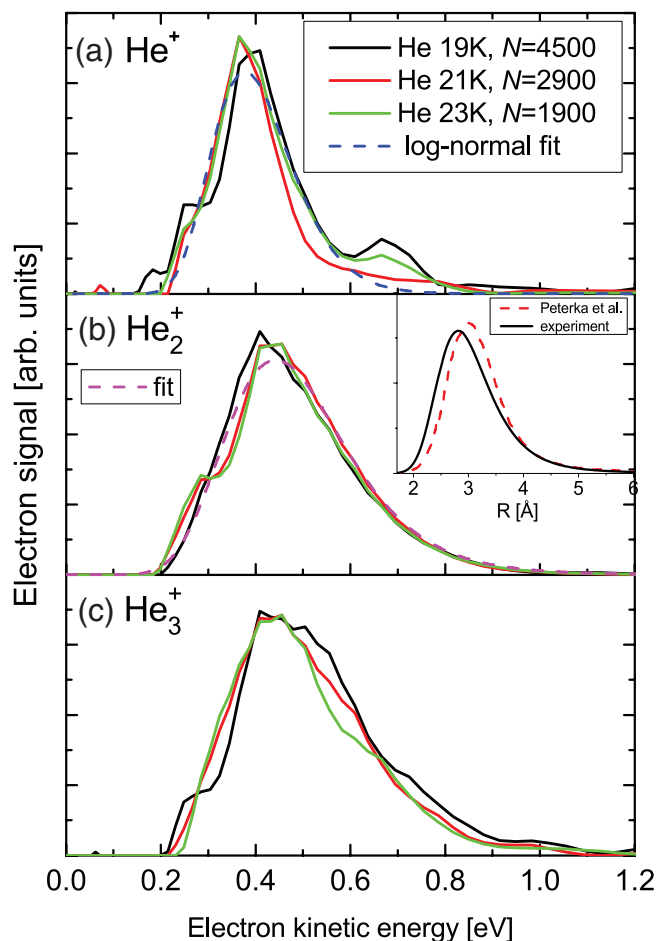 (a) He⁺
He 19K, N=4500
He 21K, N=2900
He 23K, N=1900
log-normal fit
Electron signal [arb. units]
(b) He₂⁺
fit
Peterka et al.
experiment
2 3 4 5 6
R [Å]
(c) He₃⁺
0.0 0.2 0.4 0.6 0.8 1.0 1.2
Electron kinetic energy [eV]